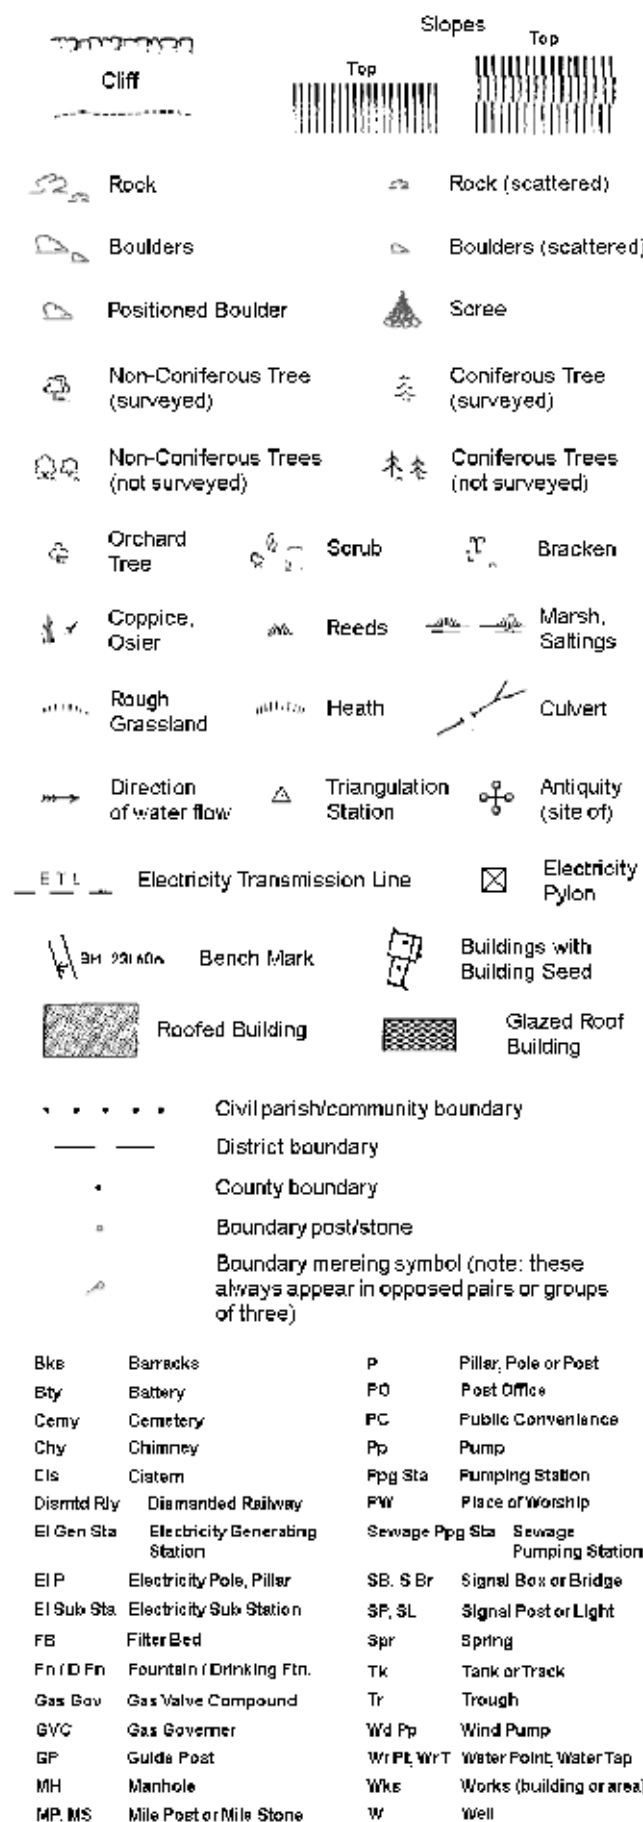 Slopes
Top
Cliff
Top
Rock
Rock (scattered)
Boulders
Boulders (scattered)
Positioned Boulder
Scree
Non-Coniferous Tree
(surveyed)
Coniferous Tree
(surveyed)
Non-Coniferous Trees
(not surveyed)
Coniferous Trees
(not surveyed)
Orchard
Tree
Scrub
Bracken
Coppice,
Osier
Reeds
Marsh,
Saltings
Rough
Grassland
Heath
Culvert
Direction
of water flow
Triangulation
Station
Antiquity
(site of)
E T L
Electricity Transmission Line
Electricity
Pylon
BM
Bench Mark
Buildings with
Building Seed
Roofed Building
Glazed Roof
Building
Civil parish/community boundary
District boundary
County boundary
Boundary post/stone
Boundary mereing symbol (note: these
always appear in opposed pairs or groups
of three)
Bks Barracks
Bty Battery
Cemy Cemetery
Chy Chimney
Cis Cistern
Dismtd Rly Dismantled Railway
El Gen Sta Electricity Generating
Station
El P Electricity Pole, Pillar
El Sub Sta Electricity Sub Station
FB Filter Bed
Fn / D Fn Fountain / Drinking Ftn.
Gas Gov Gas Valve Compound
GVC Gas Governer
GP Guide Post
MH Manhole
MP, MS Mile Post or Mile Stone
P Pillar, Pole or Post
PO Post Office
PC Public Convenience
Pp Pump
Ppg Sta Pumping Station
PW Place of Worship
Sewage Ppg Sta Sewage
Pumping Station
SB, S Br Signal Box or Bridge
SP, SL Signal Post or Light
Spr Spring
Tk Tank or Track
Tr Trough
Wd Pp Wind Pump
Wr Pt, Wr T Water Point, Water Tap
Wks Works (building or area)
W Well